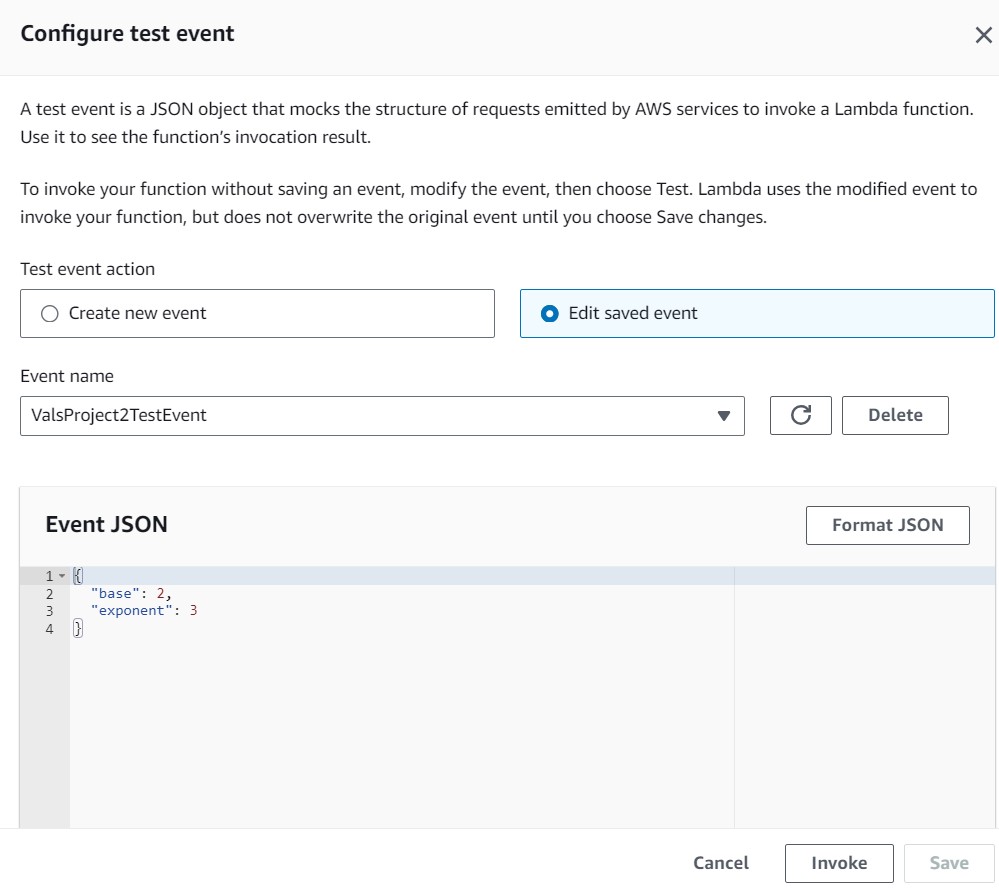 Configure test event
A test event is a JSON object that mocks the structure of requests emitted by AWS services to invoke a Lambda function.
Use it to see the function’s invocation result.
To invoke your function without saving an event, modify the event, then choose Test. Lambda uses the modified event to
invoke your function, but does not overwrite the original event until you choose Save changes.
Test event action
Create new event
Edit saved event
Event name
ValsProject2TestEvent
Delete
Event JSON
Format JSON
1 {
2 "base": 2,
3 "exponent": 3
4 }
Cancel
Invoke
Save